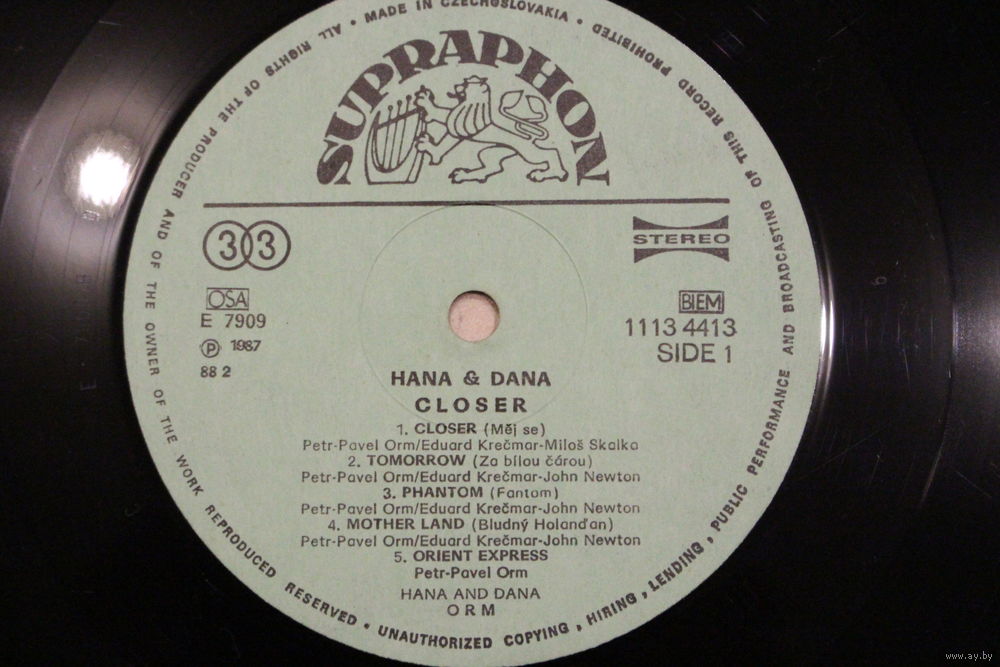 ALL RIGHTS OF THE PRODUCER AND OF THE OWNER OF THE WORK REPRODUCED RESERVED • UNAUTHORIZED COPYING, HIRING, LENDING, PUBLIC PERFORMANCE AND BROADCASTING OF THIS RECORD PROHIBITED • MADE IN CZECHOSLOVAKIA •
SUPRAPHON
33
STEREO
OSA
BIEM
E 7909
1113 4413
Ⓟ 1987
SIDE 1
88 2
HANA & DANA
CLOSER
1. CLOSER (Měj se)
Petr-Pavel Orm/Eduard Krečmar-Miloš Skalka
2. TOMORROW (Za bílou čárou)
Petr-Pavel Orm/Eduard Krečmar-John Newton
3. PHANTOM (Fantom)
Petr-Pavel Orm/Eduard Krečmar-John Newton
4. MOTHER LAND (Bludný Holanďan)
Petr-Pavel Orm/Eduard Krečmar-John Newton
5. ORIENT EXPRESS
Petr-Pavel Orm
HANA AND DANA
O R M
www.ay.by